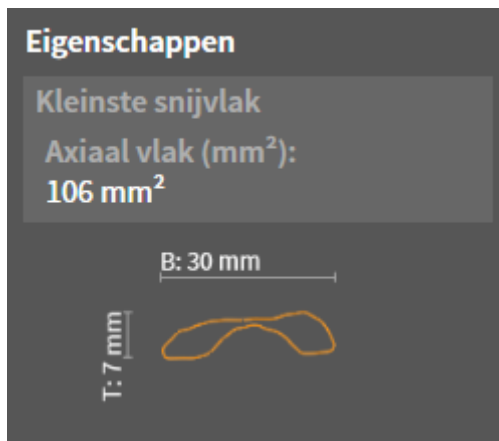 Eigenschappen
Kleinste snijvlak
Axiaal vlak (mm²):
106 mm²
B: 30 mm
T: 7 mm